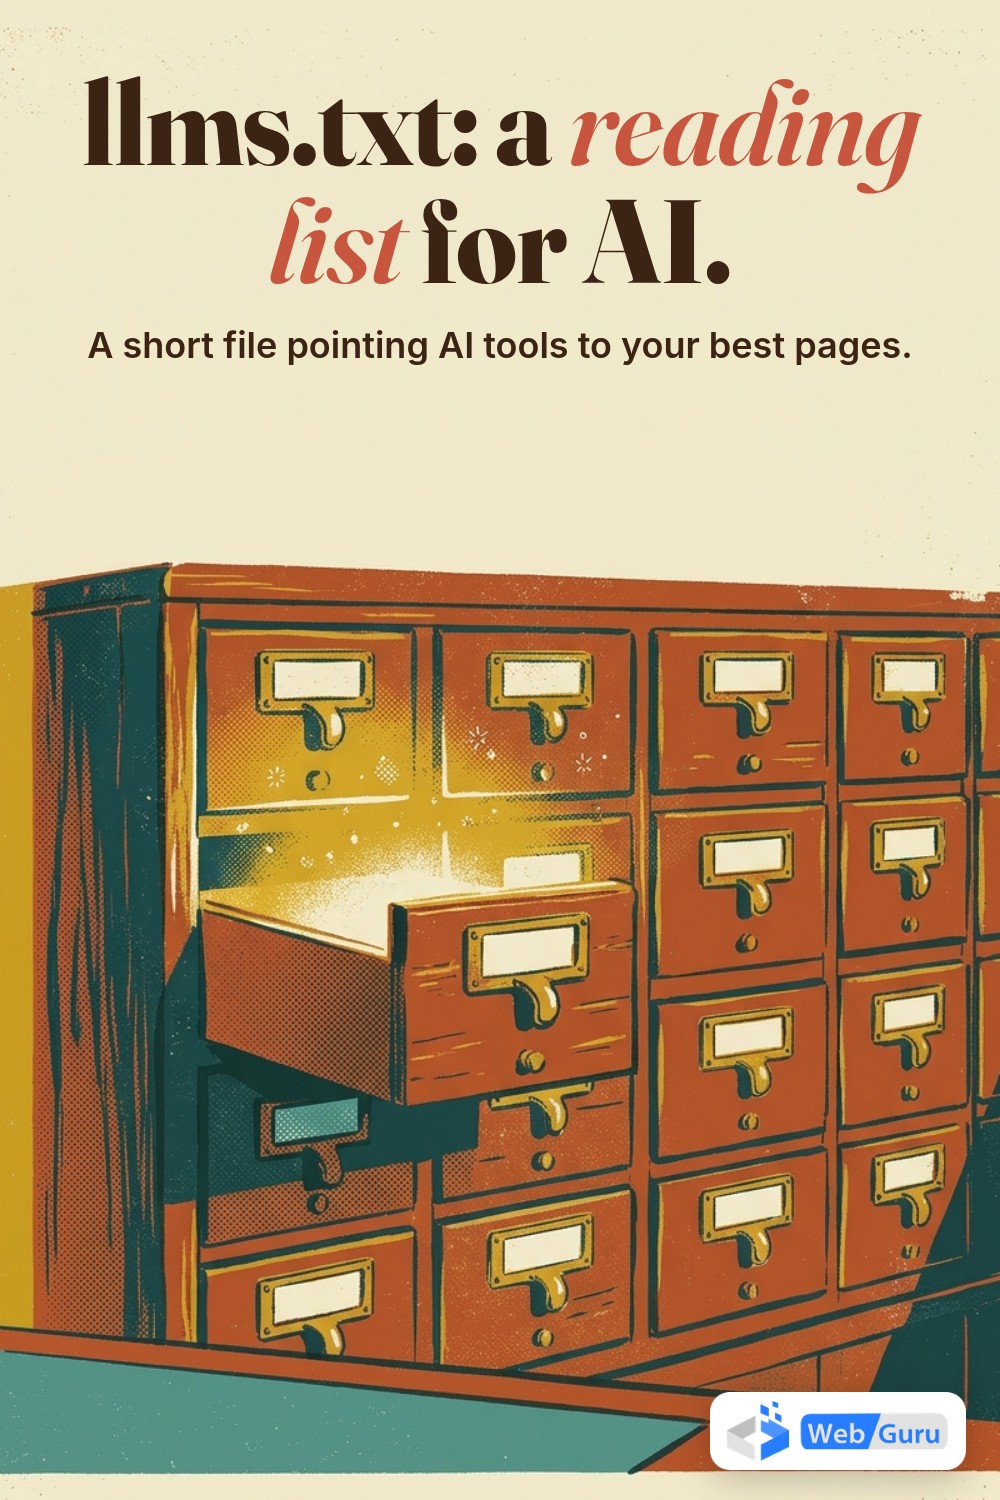 llms.txt: a reading
list for AI.
A short file pointing AI tools to your best pages.
Web Guru